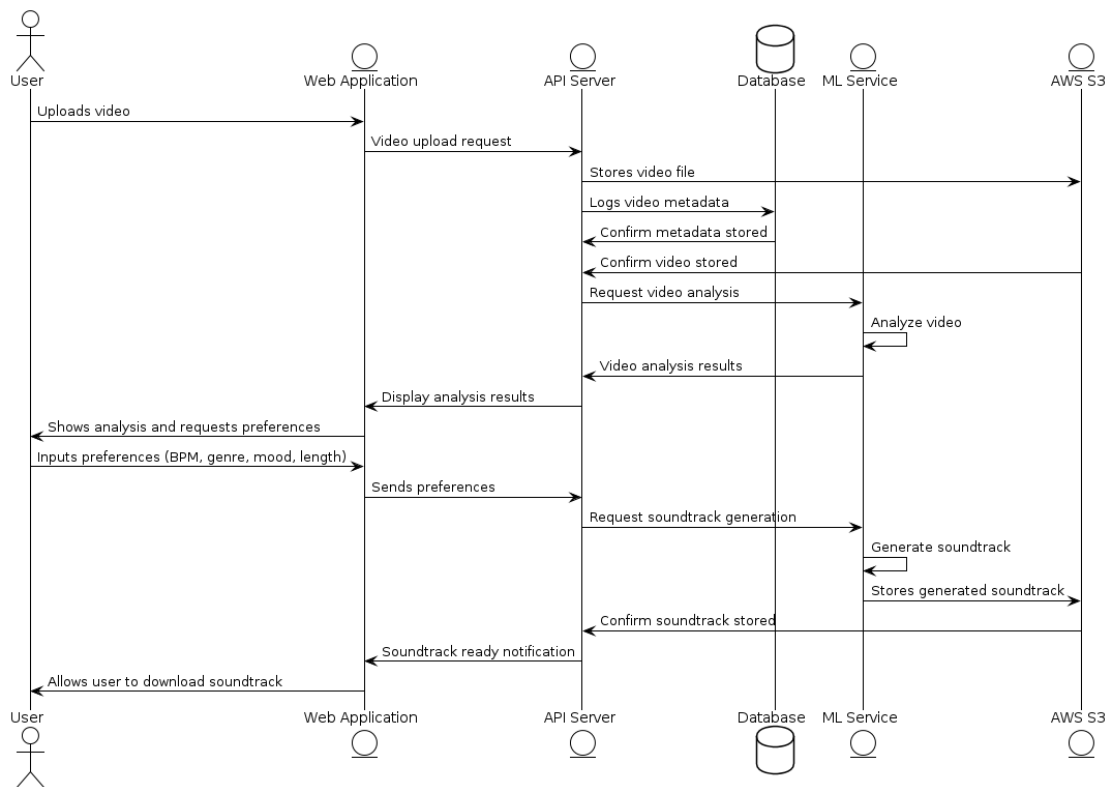 User Web Application API Server Database ML Service AWS S3
Uploads video
Video upload request
Stores video file
Logs video metadata
Confirm metadata stored
Confirm video stored
Request video analysis
Analyze video
Video analysis results
Display analysis results
Shows analysis and requests preferences
Inputs preferences (BPM, genre, mood, length)
Sends preferences
Request soundtrack generation
Generate soundtrack
Stores generated soundtrack
Confirm soundtrack stored
Soundtrack ready notification
Allows user to download soundtrack
User Web Application API Server Database ML Service AWS S3